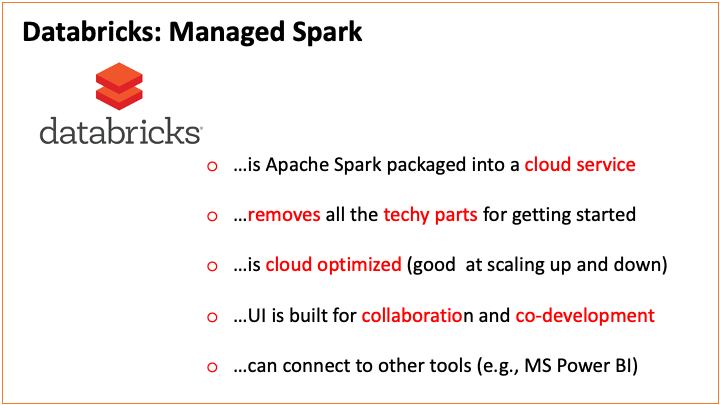 Databricks: Managed Spark
databricks
…is Apache Spark packaged into a cloud service
…removes all the techy parts for getting started
…is cloud optimized (good  at scaling up and down)
…UI is built for collaboration and co-development
…can connect to other tools (e.g., MS Power BI)